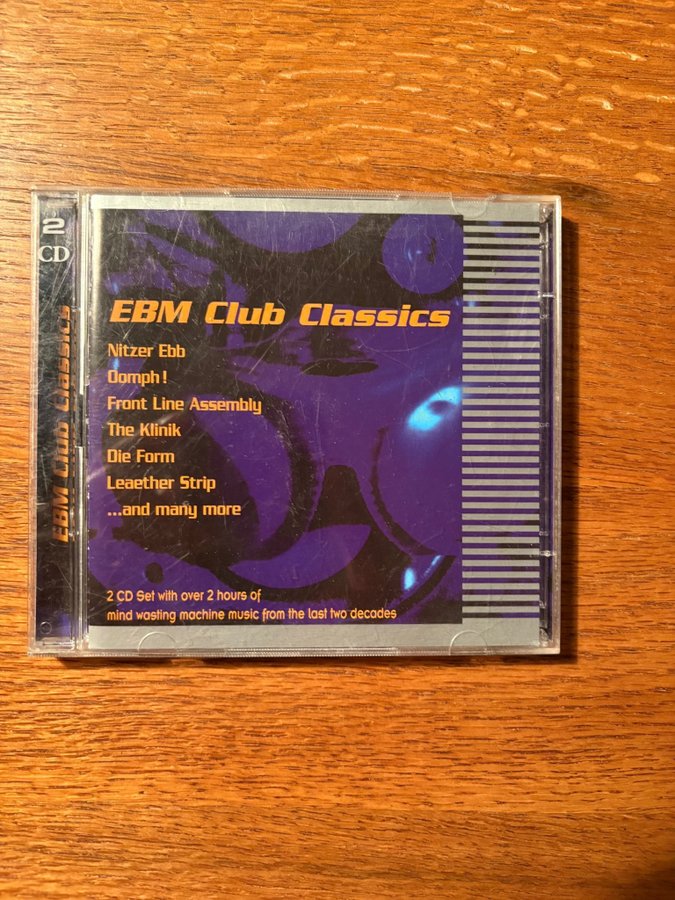 2
CD
EBM Club Classics
EBM Club Classics
Nitzer Ebb
Oomph!
Front Line Assembly
The Klinik
Die Form
Leaether Strip
...and many more
2 CD Set with over 2 hours of
mind wasting machine music from the last two decades